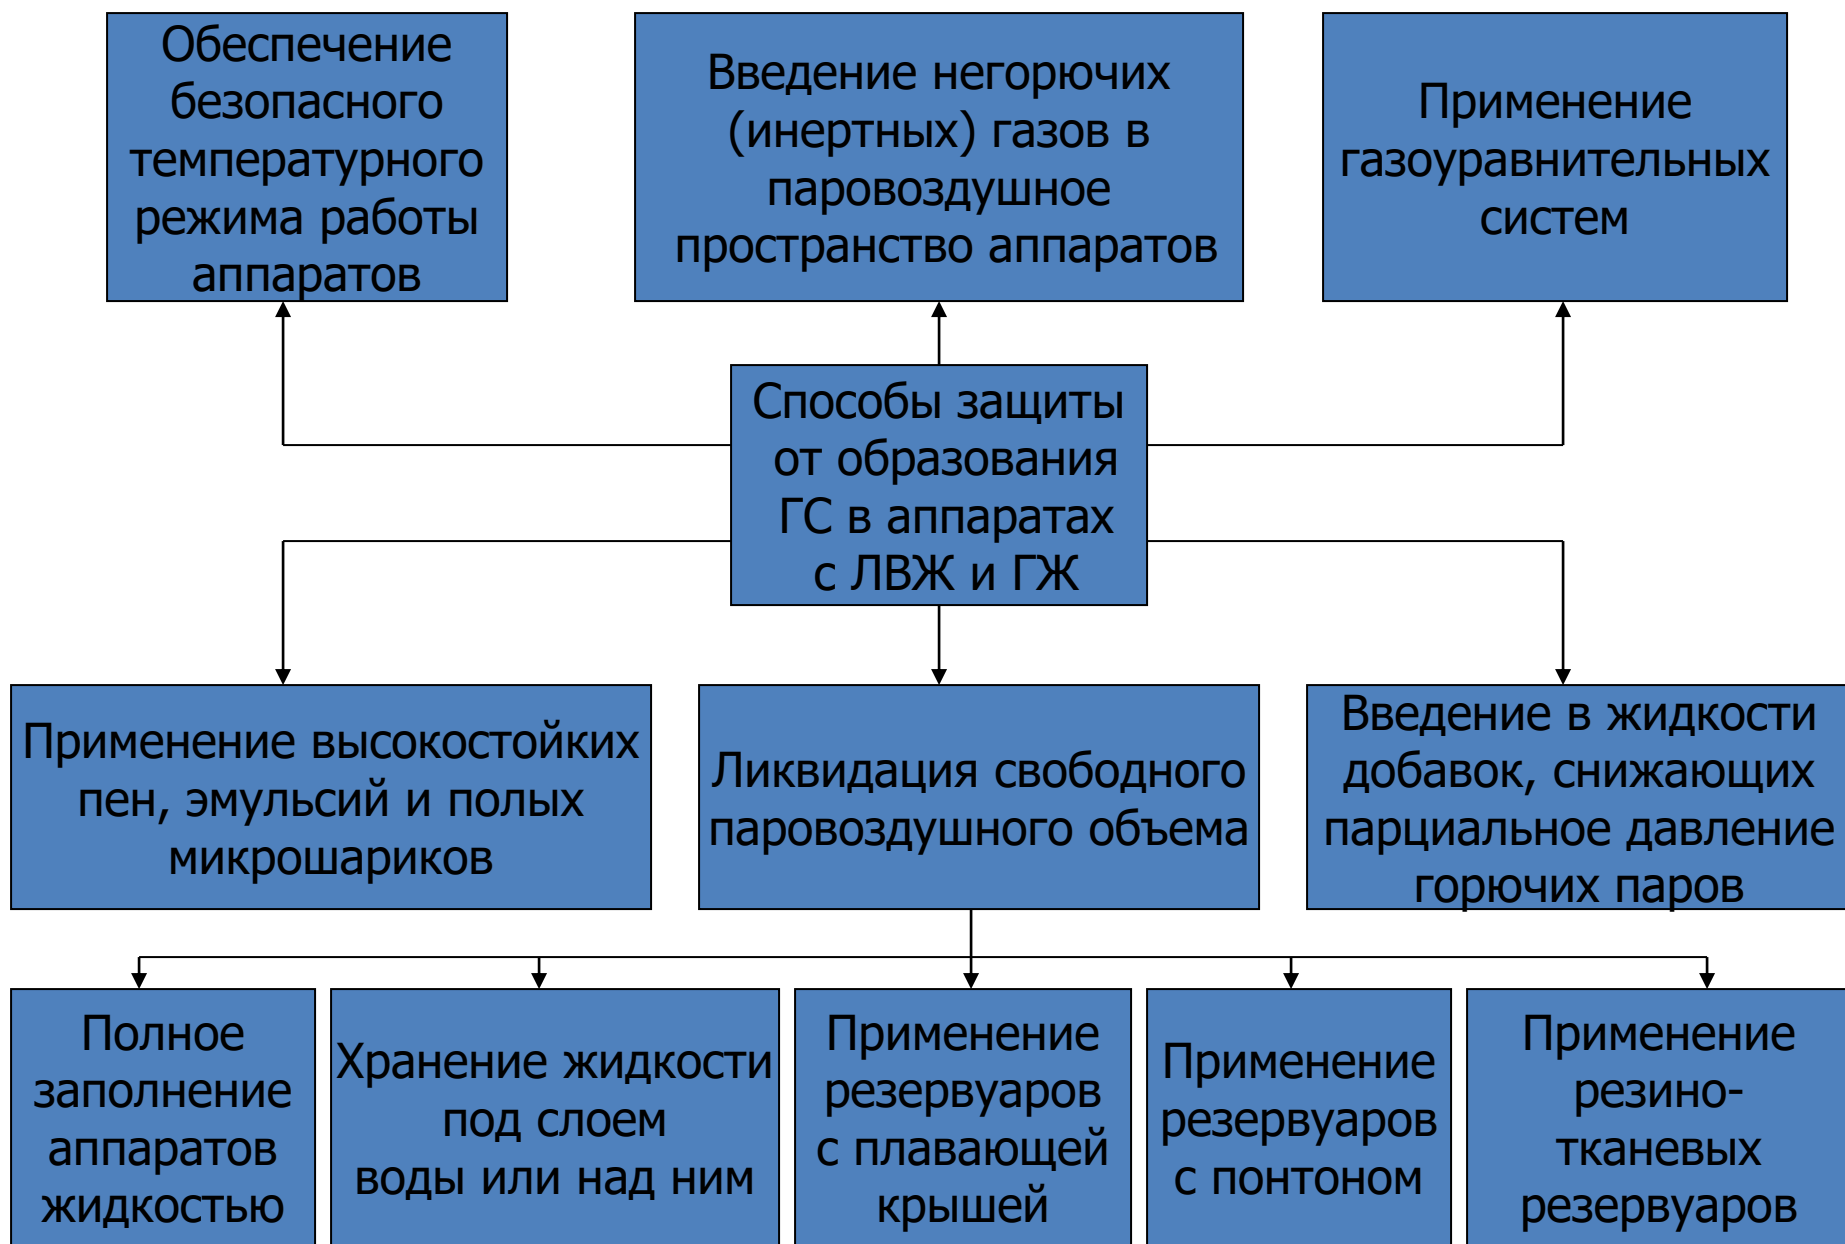 Обеспечение
безопасного
температурного
режима работы
аппаратов
Введение негорючих
(инертных) газов в
паровоздушное
пространство аппаратов
Применение
газоуравнительных
систем
Способы защиты
от образования
ГС в аппаратах
с ЛВЖ и ГЖ
Применение высокостойких
пен, эмульсий и полых
микрошариков
Ликвидация свободного
паровоздушного объема
Введение в жидкости
добавок, снижающих
парциальное давление
горючих паров
Полное
заполнение
аппаратов
жидкостью
Хранение жидкости
под слоем
воды или над ним
Применение
резервуаров
с плавающей
крышей
Применение
резервуаров
с понтоном
Применение
резино-
тканевых
резервуаров